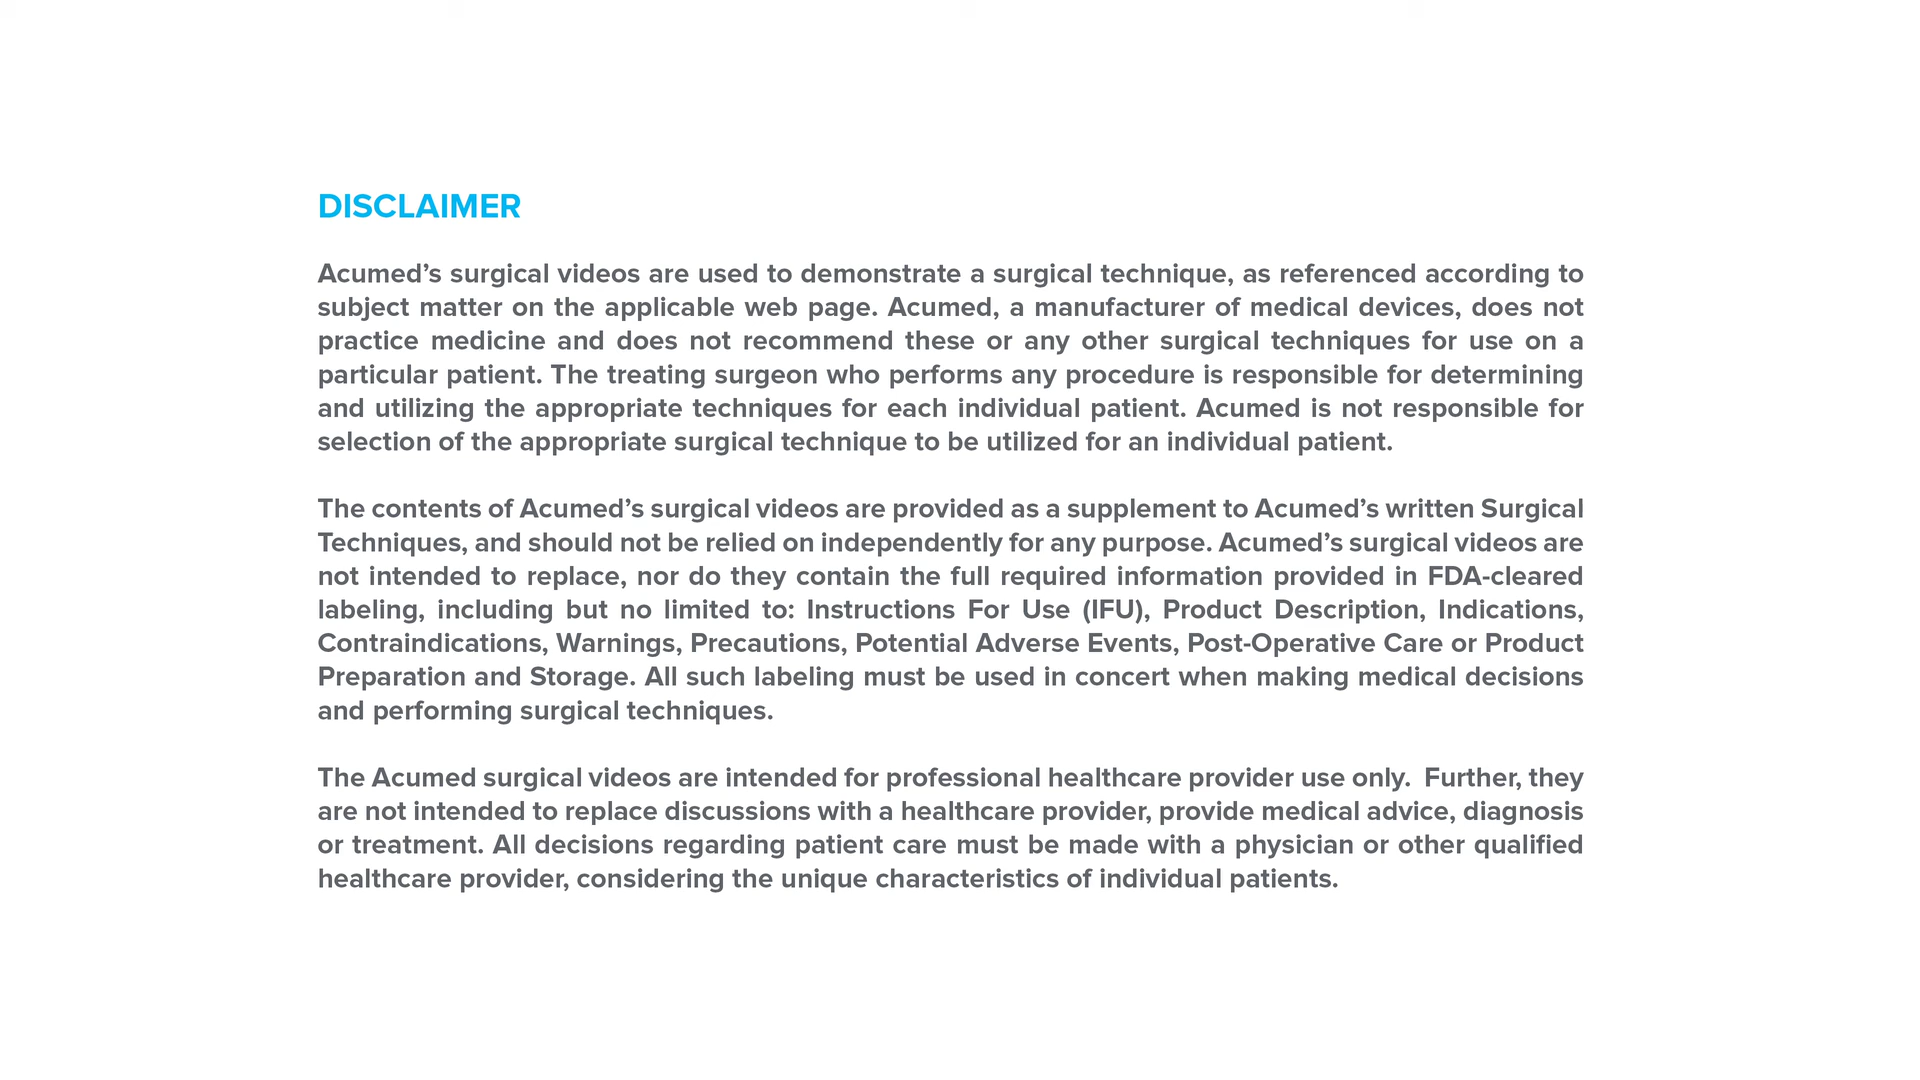 DISCLAIMER
Acumed’s surgical videos are used to demonstrate a surgical technique, as referenced according to
subject matter on the applicable web page. Acumed, a manufacturer of medical devices, does not
practice medicine and does not recommend these or any other surgical techniques for use on a
particular patient. The treating surgeon who performs any procedure is responsible for determining
and utilizing the appropriate techniques for each individual patient. Acumed is not responsible for
selection of the appropriate surgical technique to be utilized for an individual patient.
The contents of Acumed’s surgical videos are provided as a supplement to Acumed’s written Surgical
Techniques, and should not be relied on independently for any purpose. Acumed’s surgical videos are
not intended to replace, nor do they contain the full required information provided in FDA-cleared
labeling, including but no limited to: Instructions For Use (IFU), Product Description, Indications,
Contraindications, Warnings, Precautions, Potential Adverse Events, Post-Operative Care or Product
Preparation and Storage. All such labeling must be used in concert when making medical decisions
and performing surgical techniques.
The Acumed surgical videos are intended for professional healthcare provider use only.  Further, they
are not intended to replace discussions with a healthcare provider, provide medical advice, diagnosis
or treatment. All decisions regarding patient care must be made with a physician or other qualified
healthcare provider, considering the unique characteristics of individual patients.